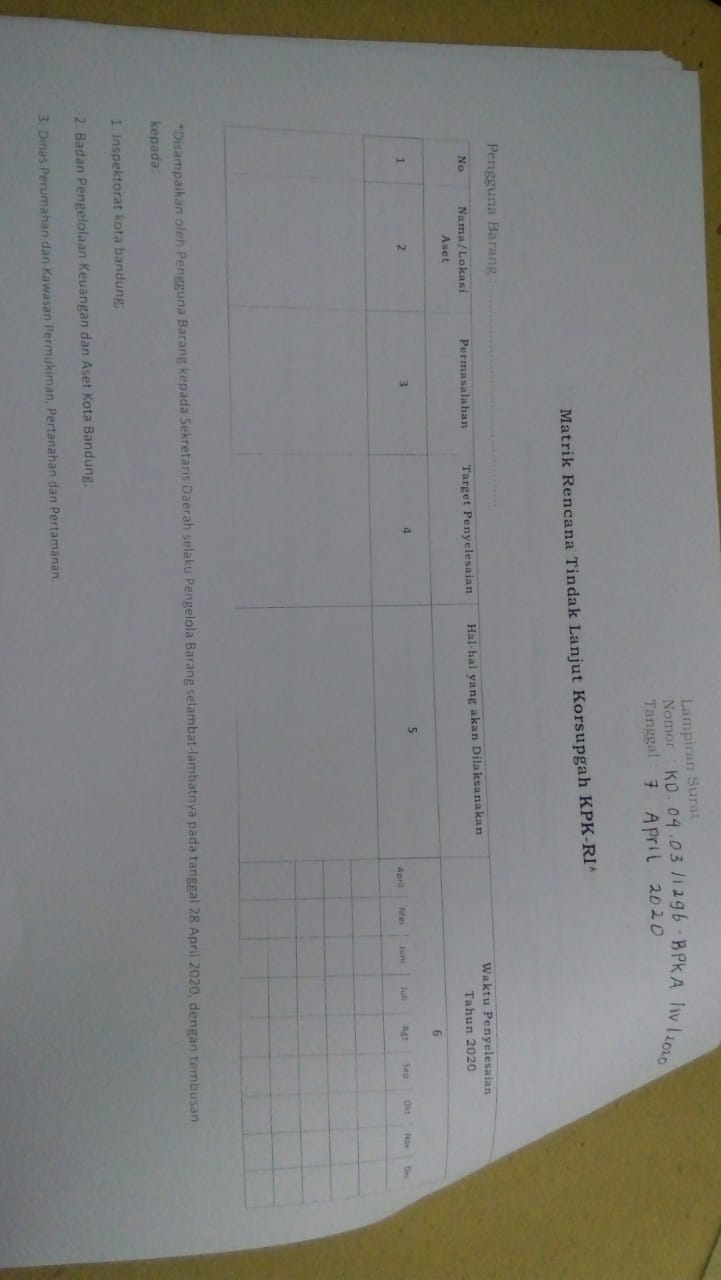 Lampiran Surat
Nomor : KD.04.03/1296-BPKA/IV/2020
Tanggal : 7 April 2020
Matrik Rencana Tindak Lanjut Korsupgah KPK-RI*
Pengguna Barang : ............................................
No Nama/Lokasi Aset Permasalahan Target Penyelesaian Hal-hal yang akan Dilaksanakan Waktu Penyelesaian Tahun 2020
1 2 3 4 5 6
April Mei Juni Juli Agt Sep Okt Nov Des
*Disampaikan oleh Pengguna Barang kepada Sekretaris Daerah selaku Pengelola Barang selambat-lambatnya pada tanggal 28 April 2020, dengan tembusan
kepada:
1 Inspektorat kota bandung;
2 Badan Pengelolaan Keuangan dan Aset Kota Bandung;
3. Dinas Perumahan dan Kawasan Permukiman, Pertanahan dan Pertamanan.